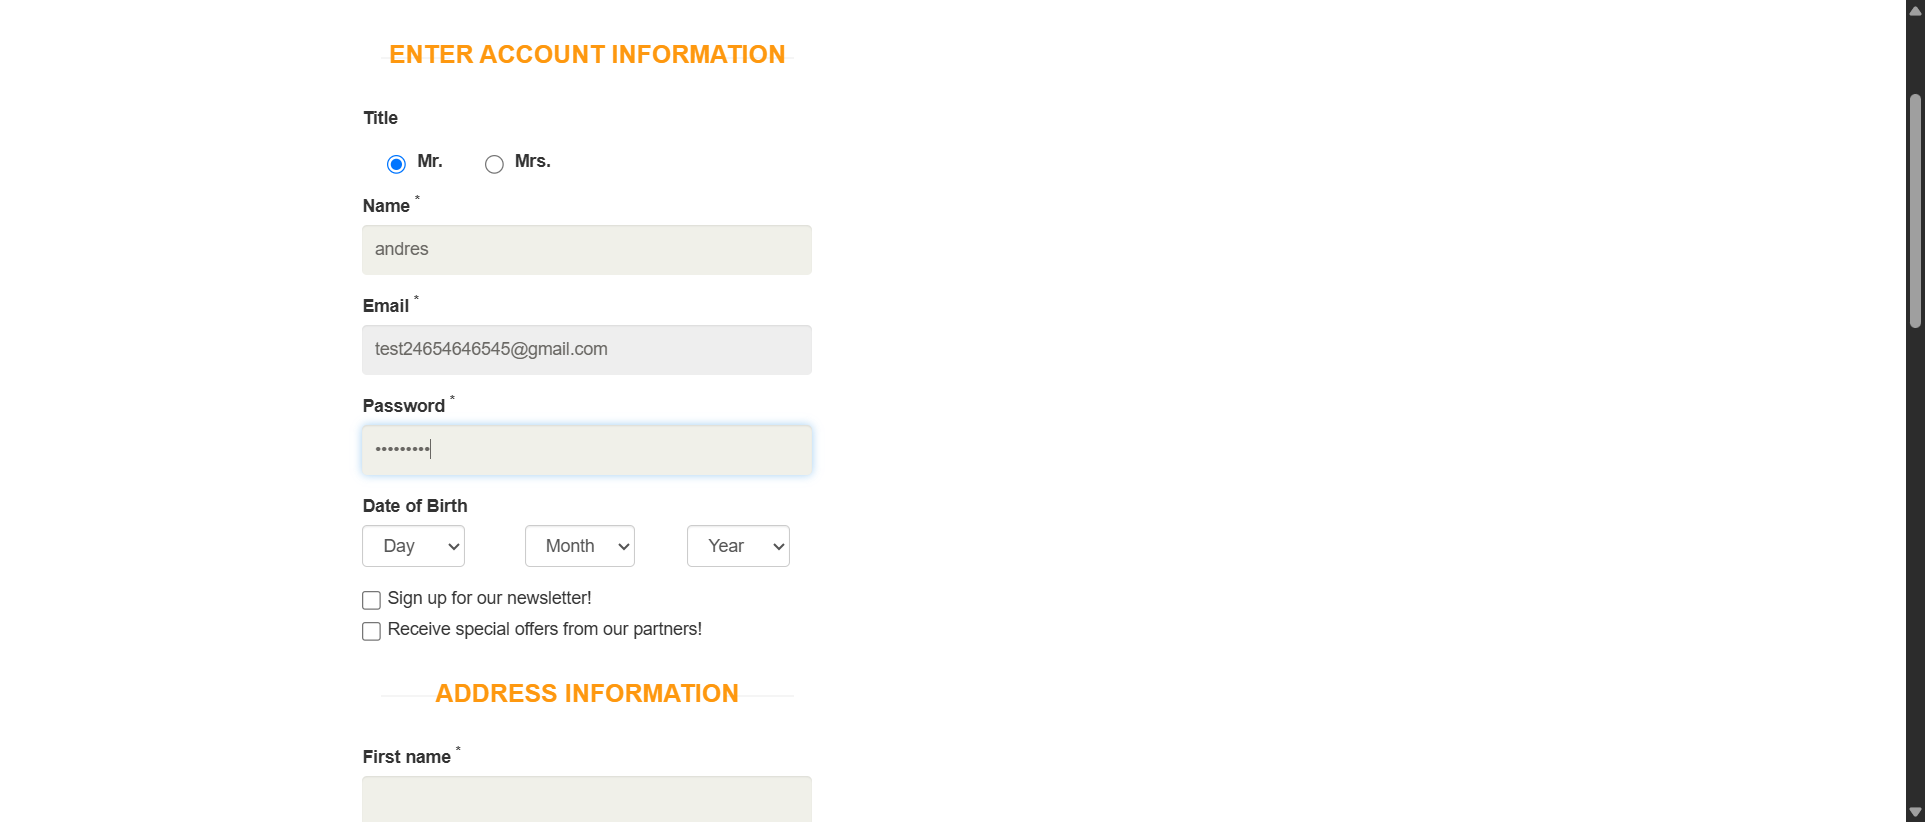 ENTER ACCOUNT INFORMATION
Title
Mr. Mrs.
Name *
andres
Email *
test24654646545@gmail.com
Password *
•••••••••
Date of Birth
Day Month Year
Sign up for our newsletter!
Receive special offers from our partners!
ADDRESS INFORMATION
First name *